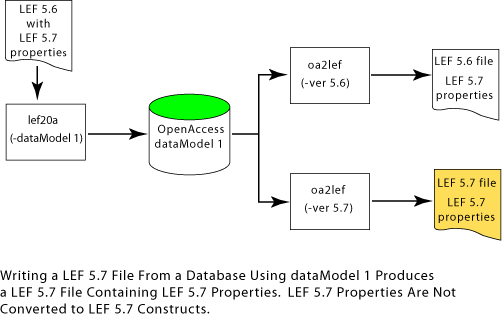 LEF 5.6
with
LEF 5.7
properties
lef20a
(-dataModel 1)
OpenAccess
dataModel 1
oa2lef
(-ver 5.6)
LEF 5.6 file
LEF 5.7
properties
oa2lef
(-ver 5.7)
LEF 5.7 file
LEF 5.7
properties
Writing a LEF 5.7 File From a Database Using dataModel 1 Produces
a LEF 5.7 File Containing LEF 5.7 Properties. LEF 5.7 Properties Are Not
Converted to LEF 5.7 Constructs.